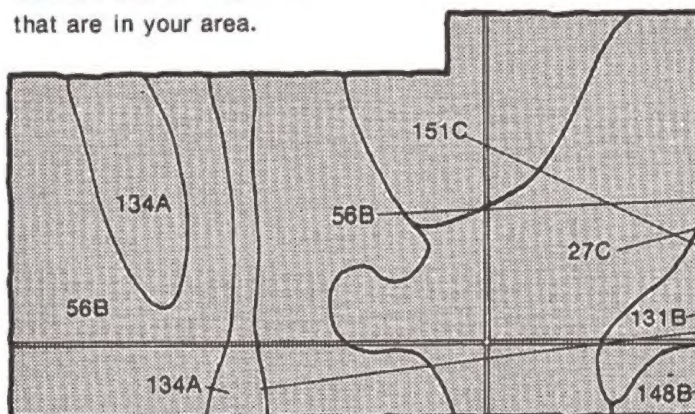 that are in your area.
151C
134A
56B
27C
56B
131B
134A
148B